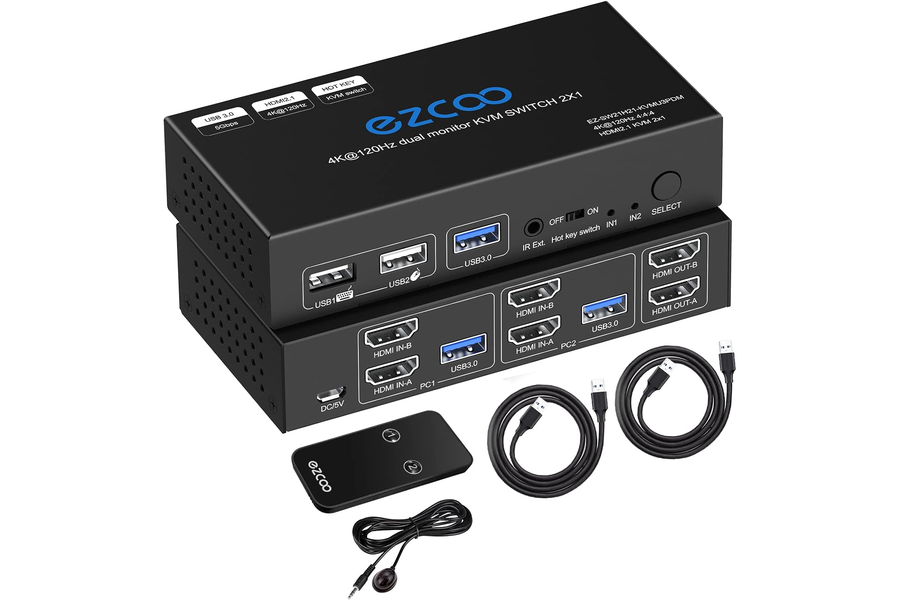 USB 3.0
5Gbps
HDMI2.1
4K@120Hz
HOT KEY
KVM switch
ezcoo
4K@120Hz dual monitor KVM SWITCH 2X1
EZ-SW21H21-KVMU3PDM
4K@120Hz 4:4:4
HDMI2.1 KVM 2x1
USB1
USB2
USB3.0
IR Ext.
OFF
ON
Hot key switch
IN1
IN2
SELECT
DC/5V
HDMI IN-B
HDMI IN-A
USB3.0
PC1
HDMI IN-B
HDMI IN-A
USB3.0
PC2
HDMI OUT-B
HDMI OUT-A
ezcoo
1
2